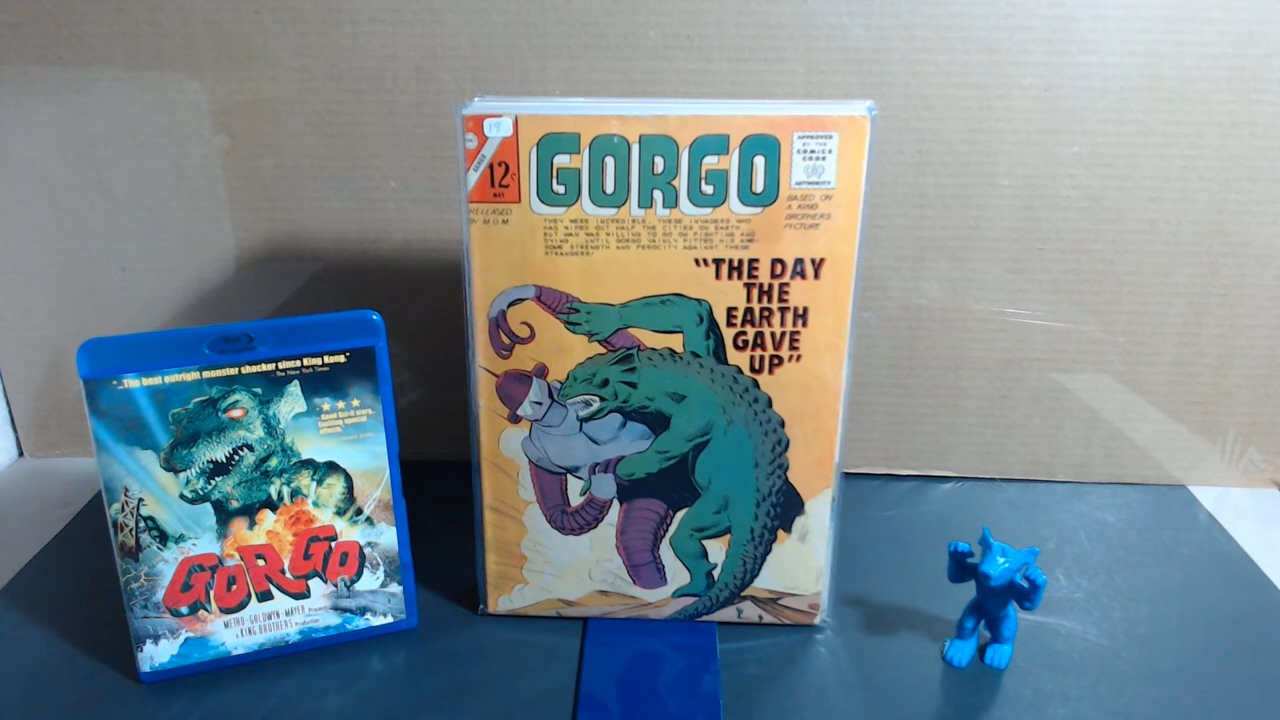 "...The best outright monster shocker since King Kong."
- The New York Times
Good Sci-fi story...
Exciting special
effects.
GORGO
METRO-GOLDWYN-MAYER Presents
A KING BROTHERS Production
18
GORGO
12¢
MAY
GORGO
APPROVED
BY THE
COMICS
CODE
AUTHORITY
RELEASED
BY M.G.M
BASED ON
A KING
BROTHERS
PICTURE
THEY WERE INCREDIBLE, THESE INVADERS WHO
HAD WIPED OUT HALF THE CITIES ON EARTH,
BUT MAN WAS WILLING TO GO ON FIGHTING AND
DYING...UNTIL GORGO VAINLY PITTED HIS AWE-
SOME STRENGTH AND FEROCITY AGAINST THESE
STRANGERS!
"THE DAY
THE
EARTH
GAVE
UP"